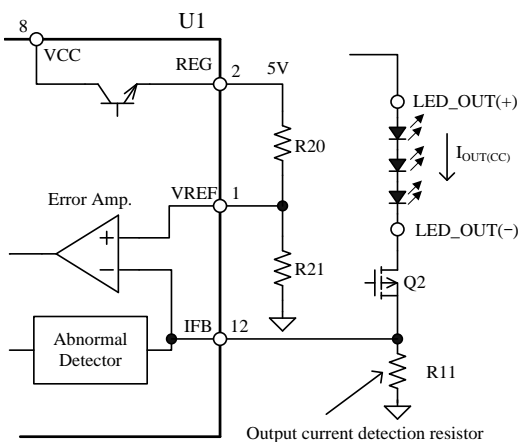 U1
8
VCC
REG
2
5V
R20
LED_OUT(+)
IOUT(CC)
Error Amp.
VREF
1
+
−
LED_OUT(−)
R21
Q2
IFB
12
Abnormal
Detector
R11
Output current detection resistor